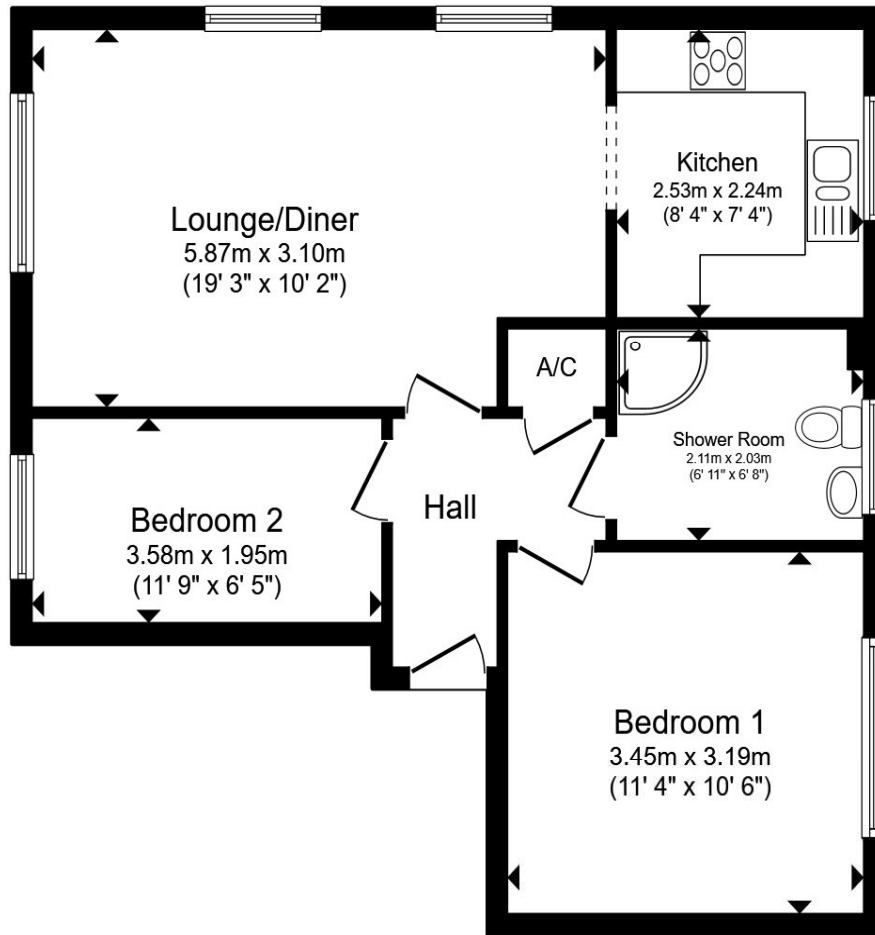 Lounge/Diner
5.87m x 3.10m
(19' 3" x 10' 2")
Kitchen
2.53m x 2.24m
(8' 4" x 7' 4")
A/C
Shower Room
2.11m x 2.03m
(6' 11" x 6' 8")
Bedroom 2
3.58m x 1.95m
(11' 9" x 6' 5")
Hall
Bedroom 1
3.45m x 3.19m
(11' 4" x 10' 6")